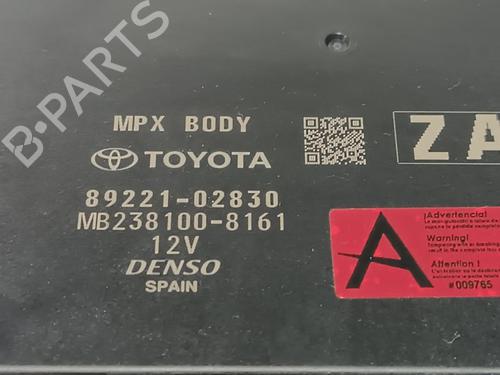 B-PARTS
MPX BODY
TOYOTA
89221-02830
MB238100-8161
12V
DENSO
SPAIN
ZA
A
¡Advertencia!
Warning!
Attention !
#009765